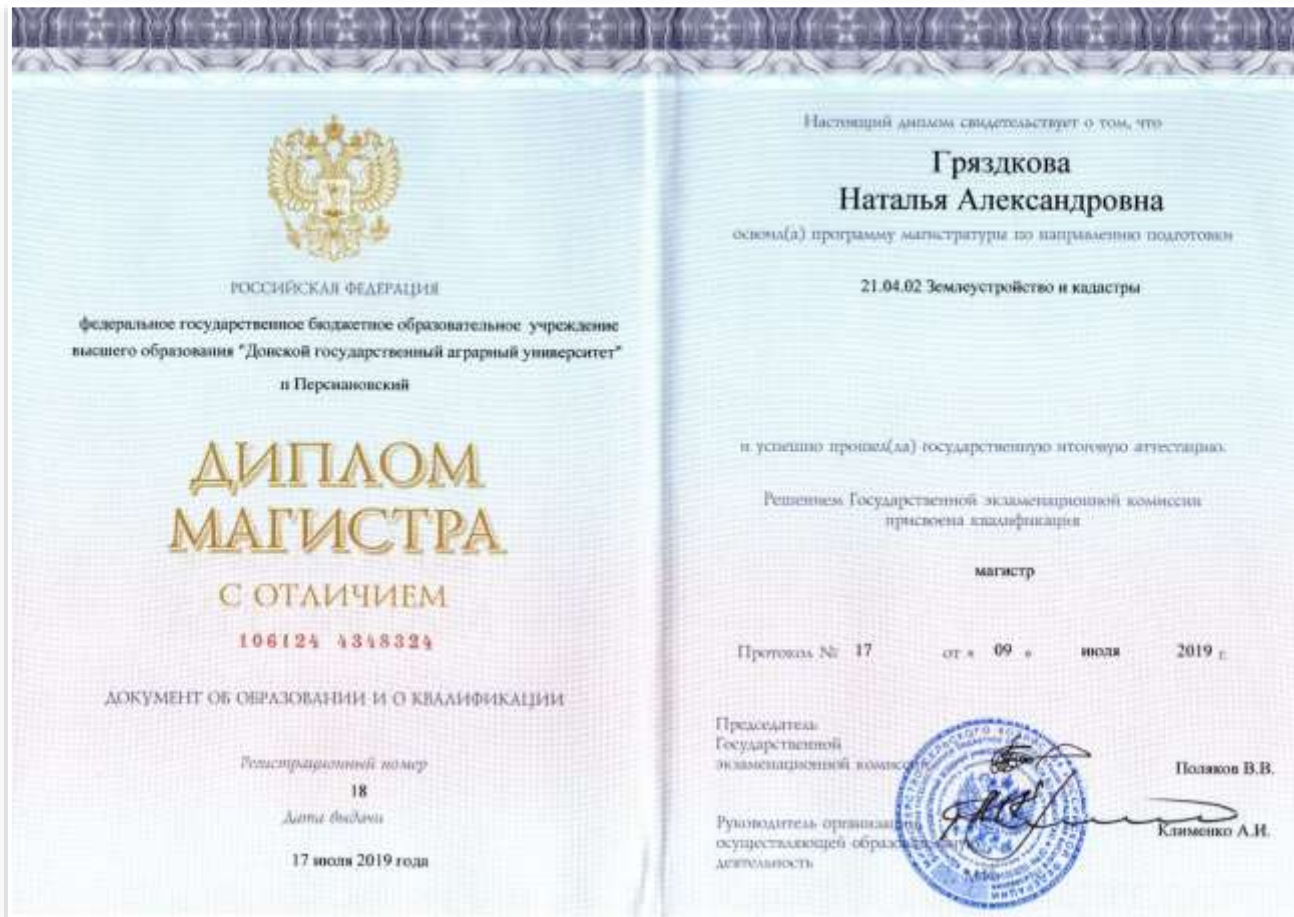 РОССИЙСКАЯ ФЕДЕРАЦИЯ
федеральное государственное бюджетное образовательное учреждение
высшего образования "Донской государственный аграрный университет"
п Персиановский
ДИПЛОМ
МАГИСТРА
С ОТЛИЧИЕМ
106124 4348324
ДОКУМЕНТ ОБ ОБРАЗОВАНИИ И О КВАЛИФИКАЦИИ
Регистрационный номер
18
Дата выдачи
17 июля 2019 года
Настоящий диплом свидетельствует о том, что
Гряздкова
Наталья Александровна
освоил(а) программу магистратуры по направлению подготовки
21.04.02 Землеустройство и кадастры
и успешно прошел(ла) государственную итоговую аттестацию.
Решением Государственной экзаменационной комиссии
присвоена квалификация
магистр
Протокол № 17 от « 09 » июля 2019 г.
Председатель
Государственной
экзаменационной комиссии
Поляков В.В.
Руководитель организации,
осуществляющей образовательную
деятельность
Клименко А.И.